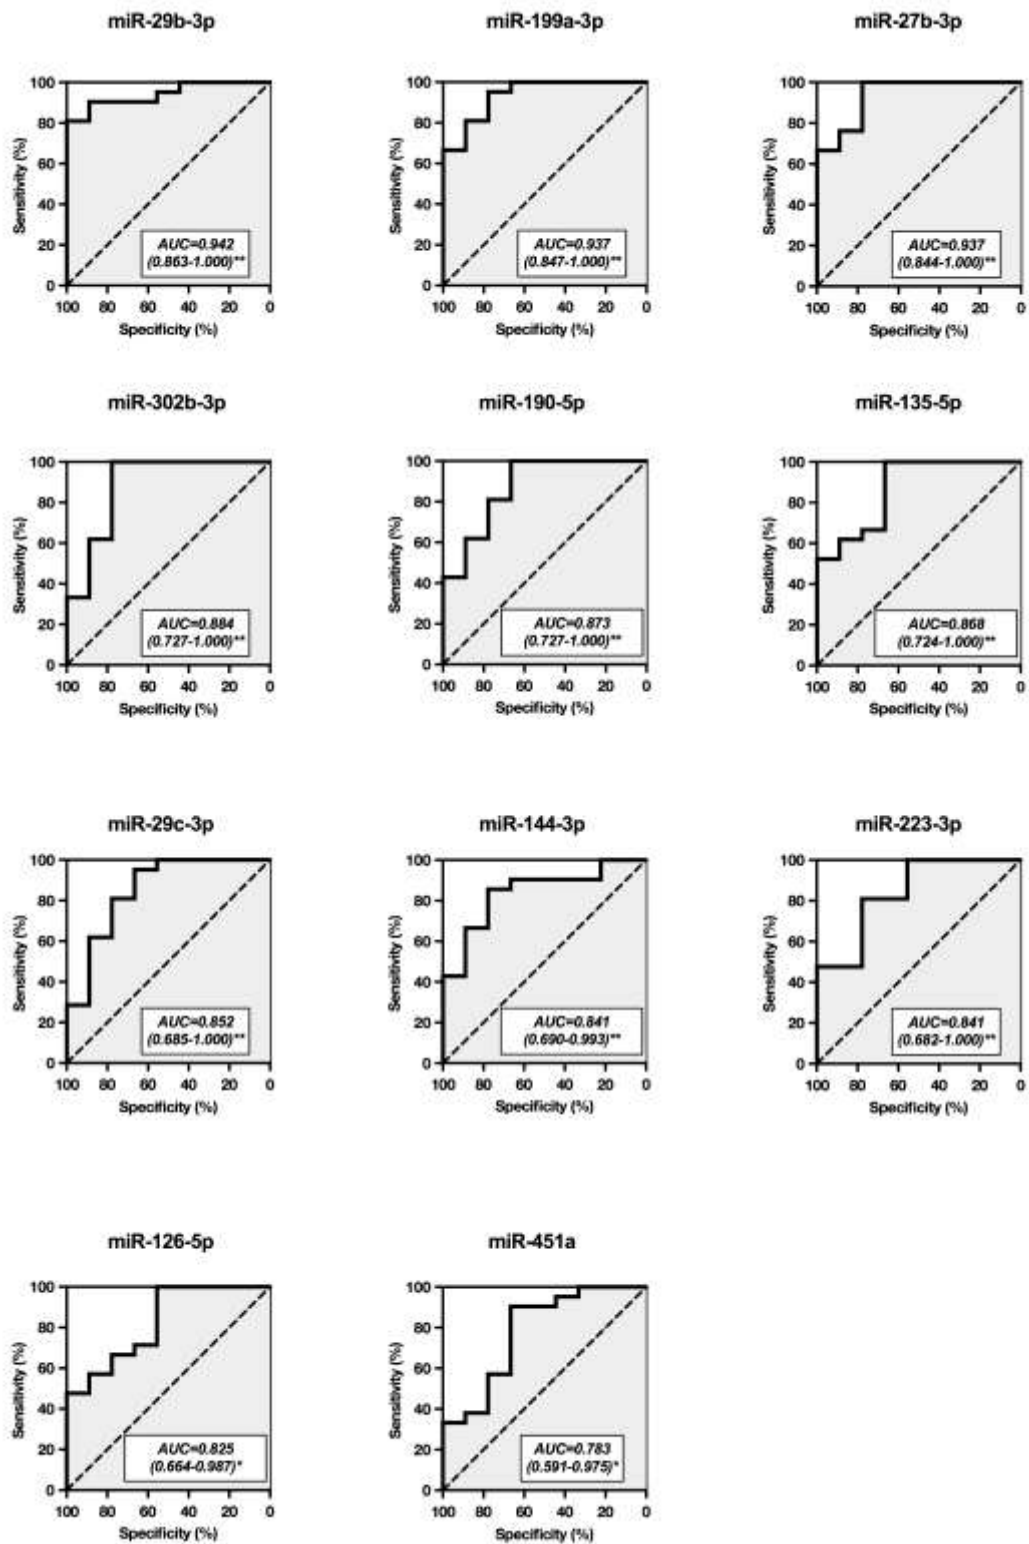 miR-29b-3p
Sensitivity (%)
100
80
60
40
20
0
AUC=0.942
(0.863-1.000)**
100 80 60 40 20 0
Specificity (%)
miR-199a-3p
Sensitivity (%)
100
80
60
40
20
0
AUC=0.937
(0.847-1.000)**
100 80 60 40 20 0
Specificity (%)
miR-27b-3p
Sensitivity (%)
100
80
60
40
20
0
AUC=0.937
(0.844-1.000)**
100 80 60 40 20 0
Specificity (%)
miR-302b-3p
Sensitivity (%)
100
80
60
40
20
0
AUC=0.884
(0.727-1.000)**
100 80 60 40 20 0
Specificity (%)
miR-190-5p
Sensitivity (%)
100
80
60
40
20
0
AUC=0.873
(0.727-1.000)**
100 80 60 40 20 0
Specificity (%)
miR-135-5p
Sensitivity (%)
100
80
60
40
20
0
AUC=0.868
(0.724-1.000)**
100 80 60 40 20 0
Specificity (%)
miR-29c-3p
Sensitivity (%)
100
80
60
40
20
0
AUC=0.852
(0.685-1.000)**
100 80 60 40 20 0
Specificity (%)
miR-144-3p
Sensitivity (%)
100
80
60
40
20
0
AUC=0.841
(0.690-0.993)**
100 80 60 40 20 0
Specificity (%)
miR-223-3p
Sensitivity (%)
100
80
60
40
20
0
AUC=0.841
(0.682-1.000)**
100 80 60 40 20 0
Specificity (%)
miR-126-5p
Sensitivity (%)
100
80
60
40
20
0
AUC=0.825
(0.664-0.987)*
100 80 60 40 20 0
Specificity (%)
miR-451a
Sensitivity (%)
100
80
60
40
20
0
AUC=0.783
(0.591-0.975)*
100 80 60 40 20 0
Specificity (%)